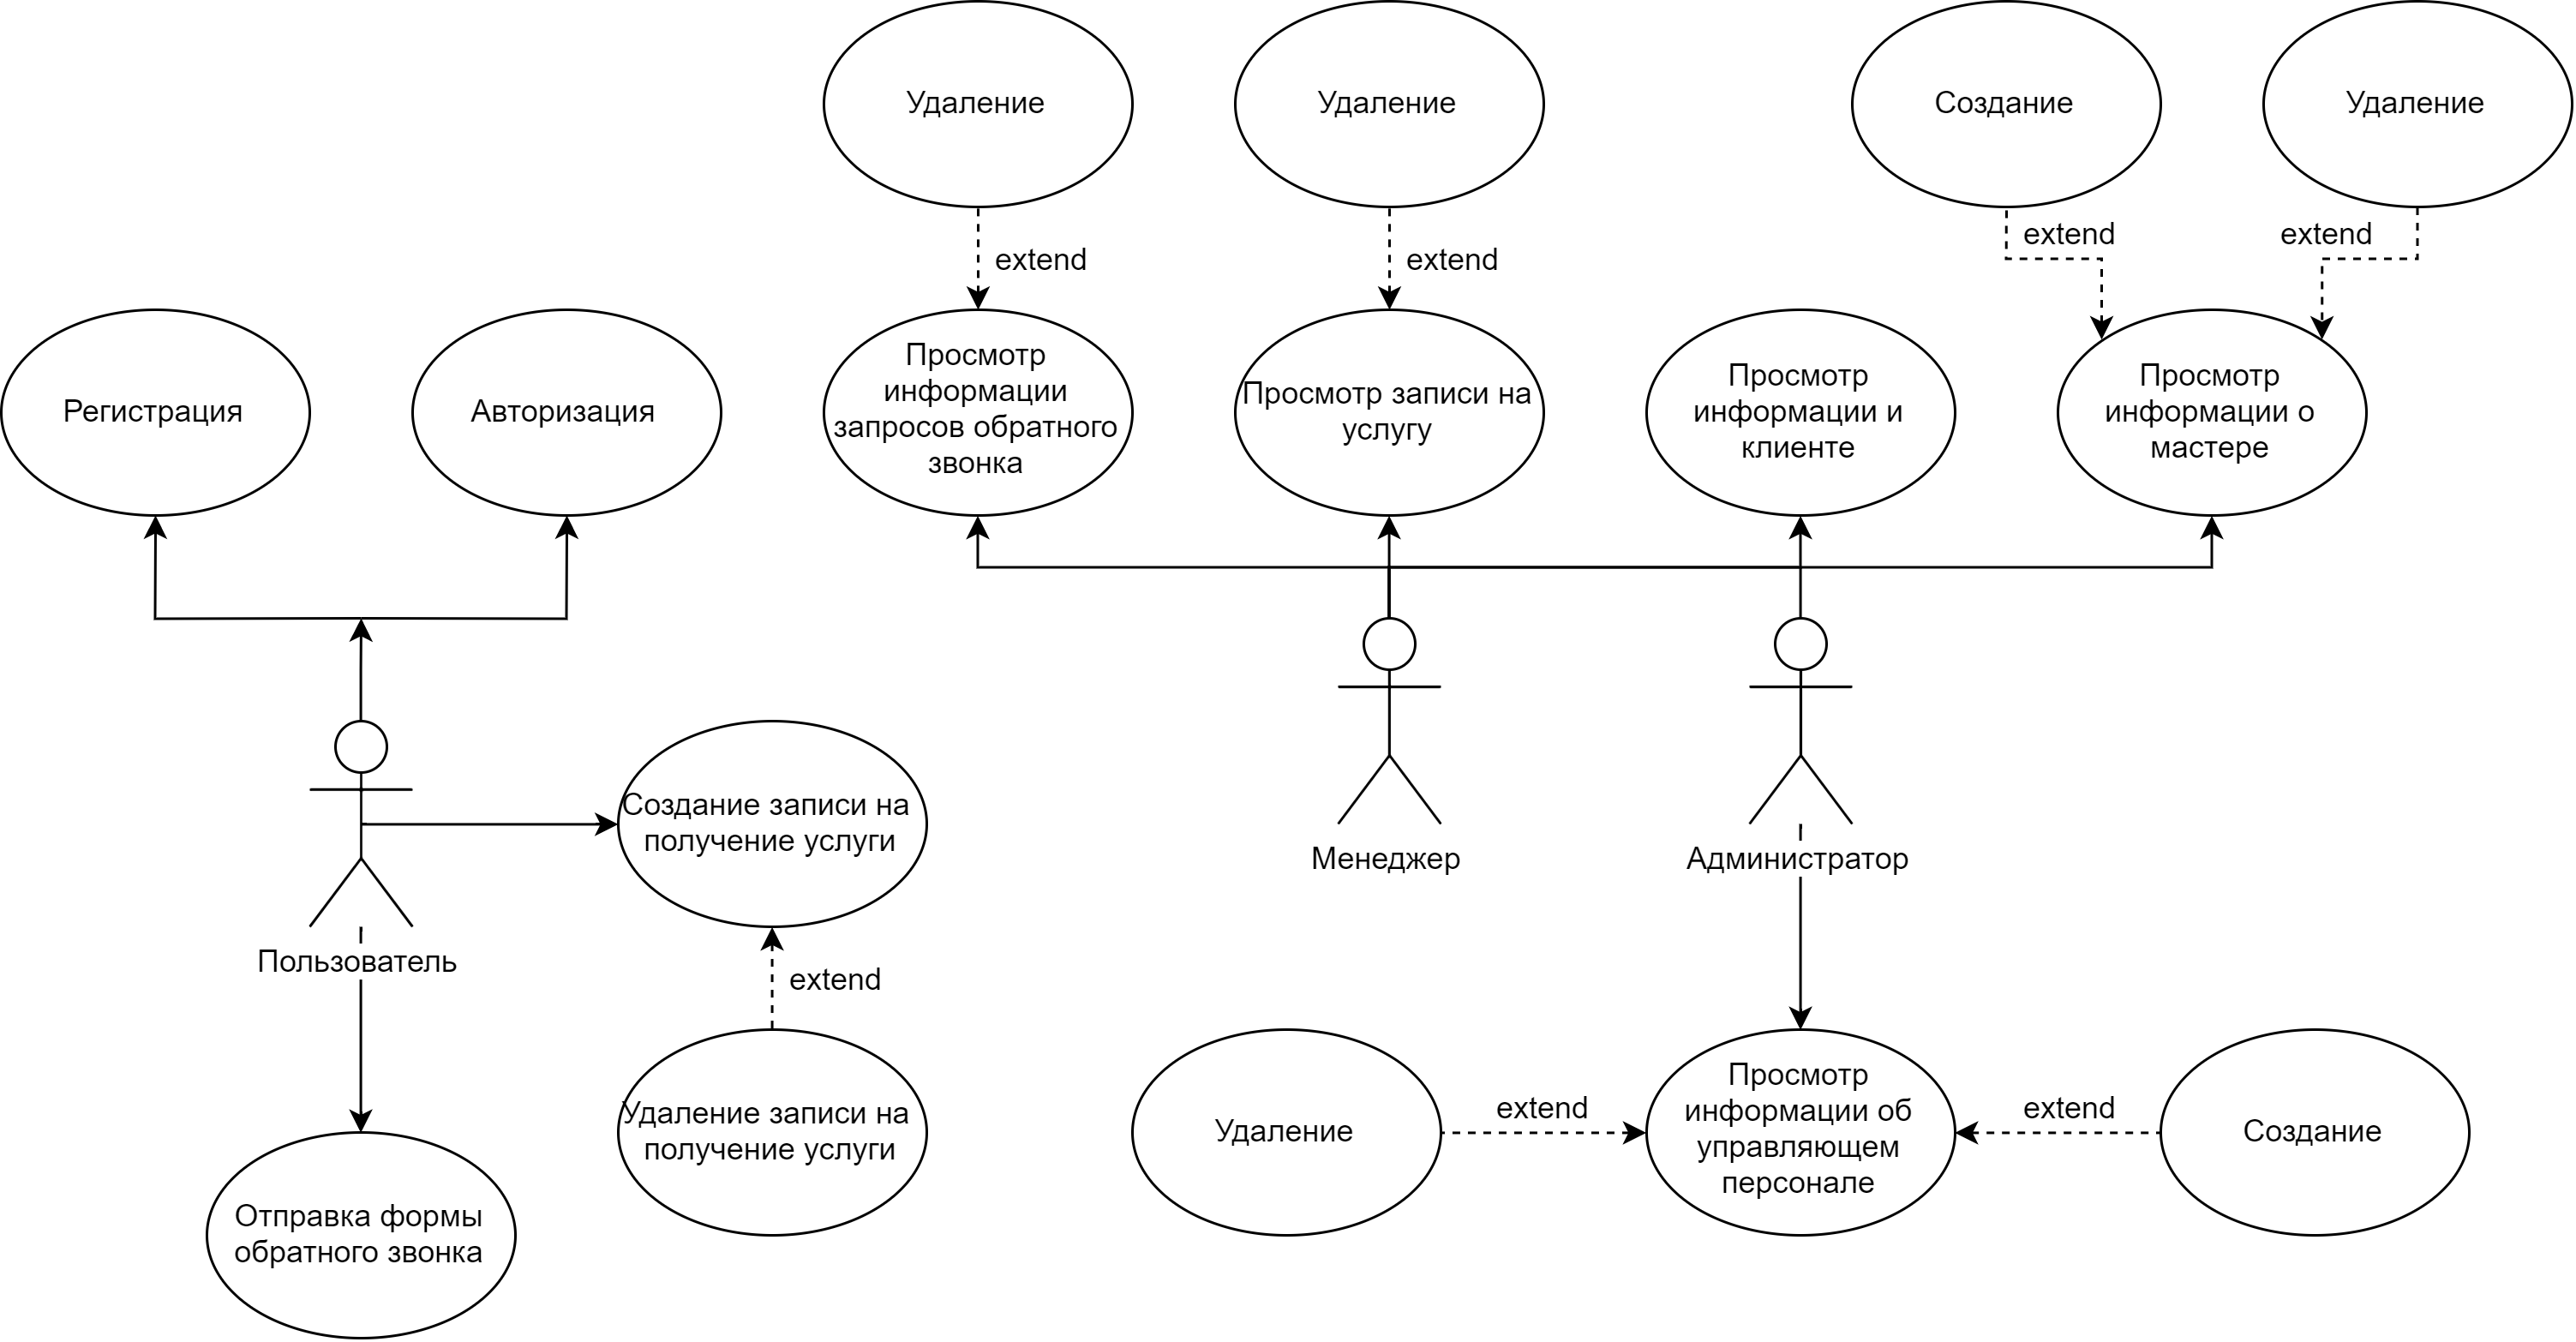 Удаление
Удаление
Создание
Удаление
extend
extend
extend
extend
Регистрация
Авторизация
Просмотр
информации
запросов обратного
звонка
Просмотр записи на
услугу
Просмотр
информации и
клиенте
Просмотр
информации о
мастере
Создание записи на
получение услуги
Менеджер
Администратор
Пользователь
extend
Удаление записи на
получение услуги
Удаление
extend
Просмотр
информации об
управляющем
персонале
extend
Создание
Отправка формы
обратного звонка